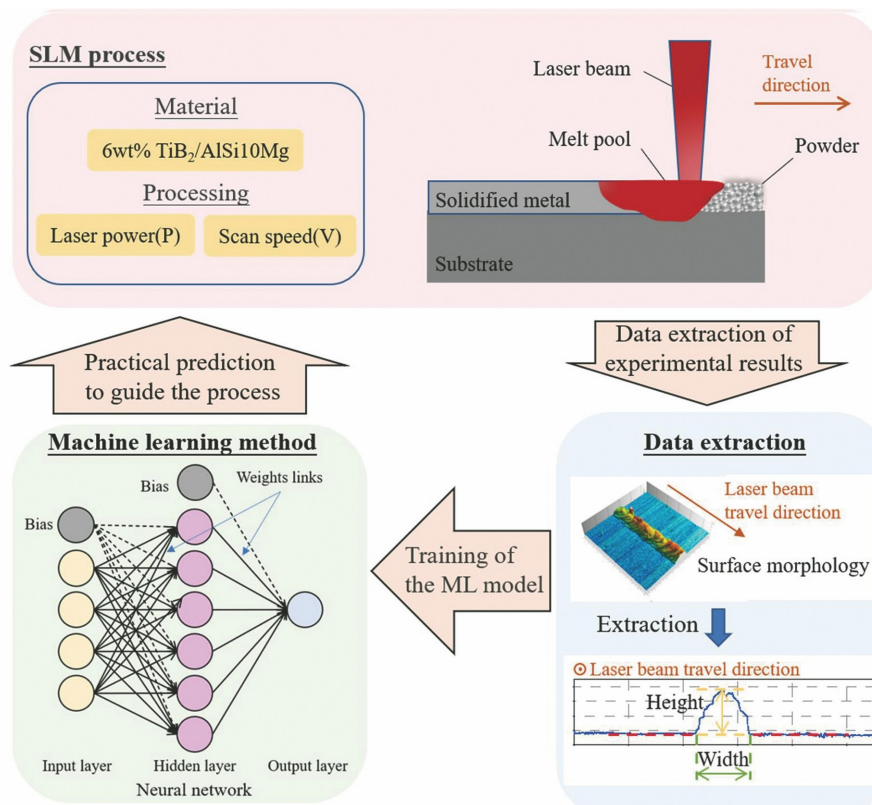 SLM process
Material
6wt% TiB₂/AlSi10Mg
Processing
Laser power(P)
Scan speed(V)
Laser beam
Travel
direction
Melt pool
Powder
Solidified metal
Substrate
Practical prediction
to guide the process
Data extraction of
experimental results
Machine learning method
Bias
Weights links
Bias
Input layer
Hidden layer
Output layer
Neural network
Training of
the ML model
Data extraction
Laser beam
travel direction
Surface morphology
Extraction
Laser beam travel direction
Height
Width